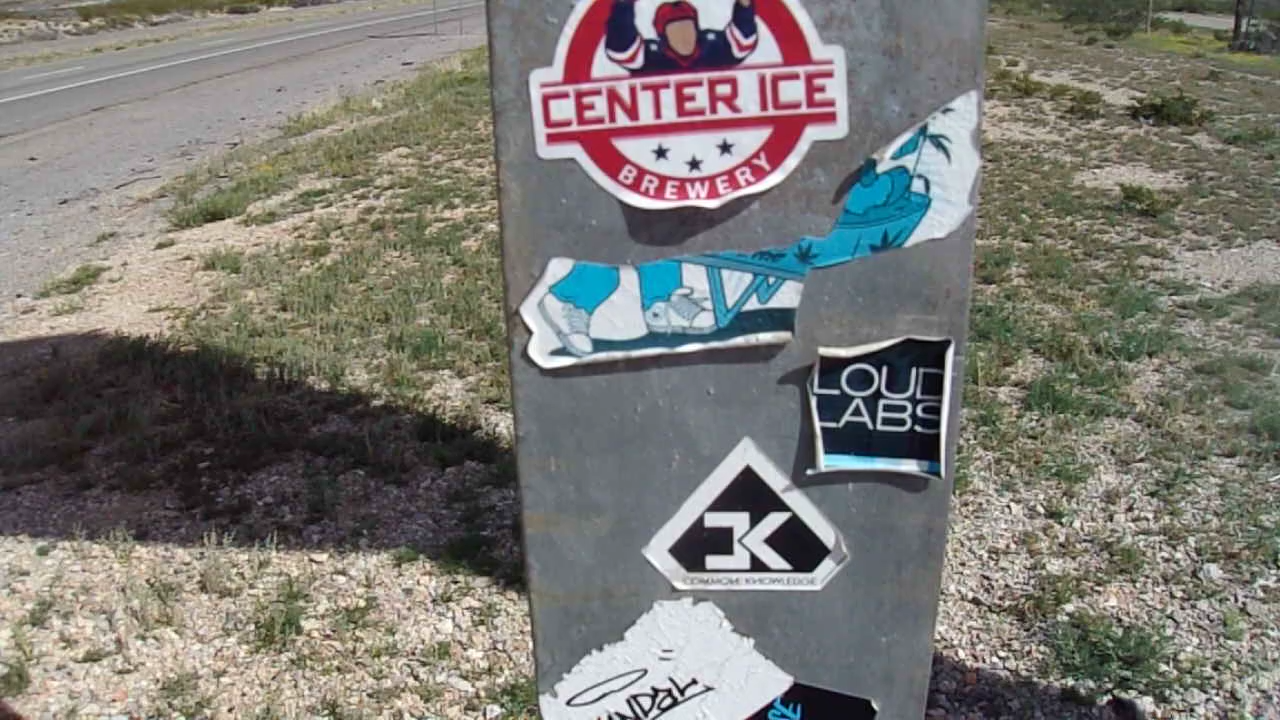 CENTER ICE
BREWERY
LOUD
LABS
COMMON KNOWLEDGE